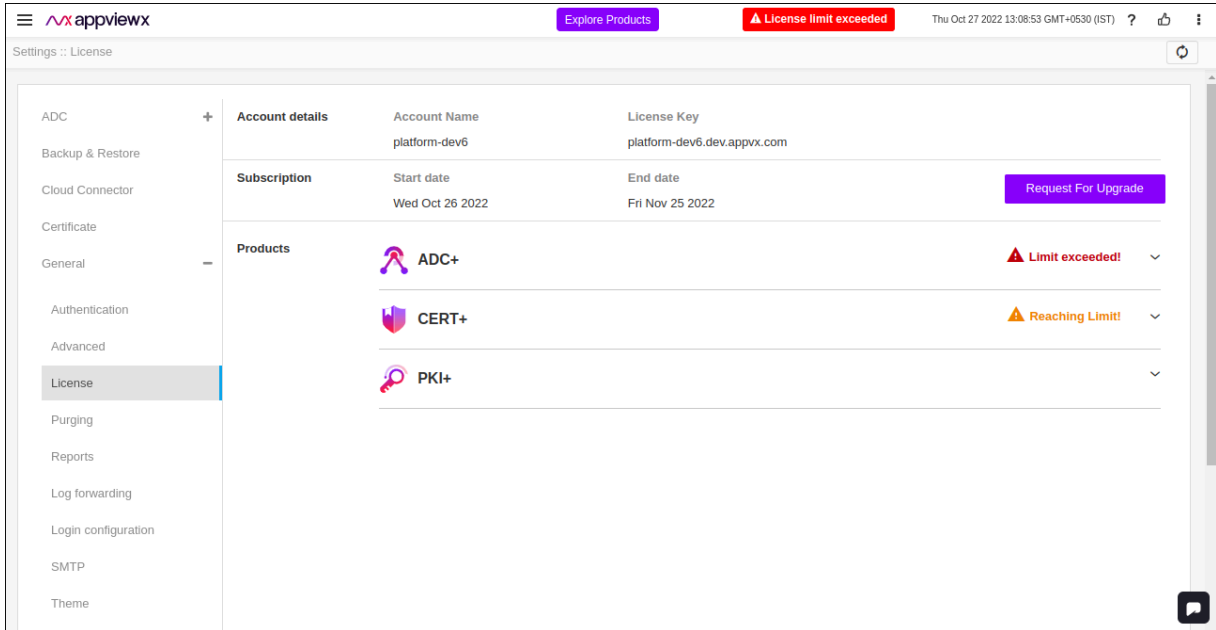 appviewx
Explore Products
License limit exceeded
Thu Oct 27 2022 13:08:53 GMT+0530 (IST)
?
Settings :: License
ADC
Backup & Restore
Cloud Connector
Certificate
General
Authentication
Advanced
License
Purging
Reports
Log forwarding
Login configuration
SMTP
Theme
Account details
Account Name
License Key
platform-dev6
platform-dev6.dev.appvx.com
Subscription
Start date
End date
Wed Oct 26 2022
Fri Nov 25 2022
Request For Upgrade
Products
ADC+
Limit exceeded!
CERT+
Reaching Limit!
PKI+